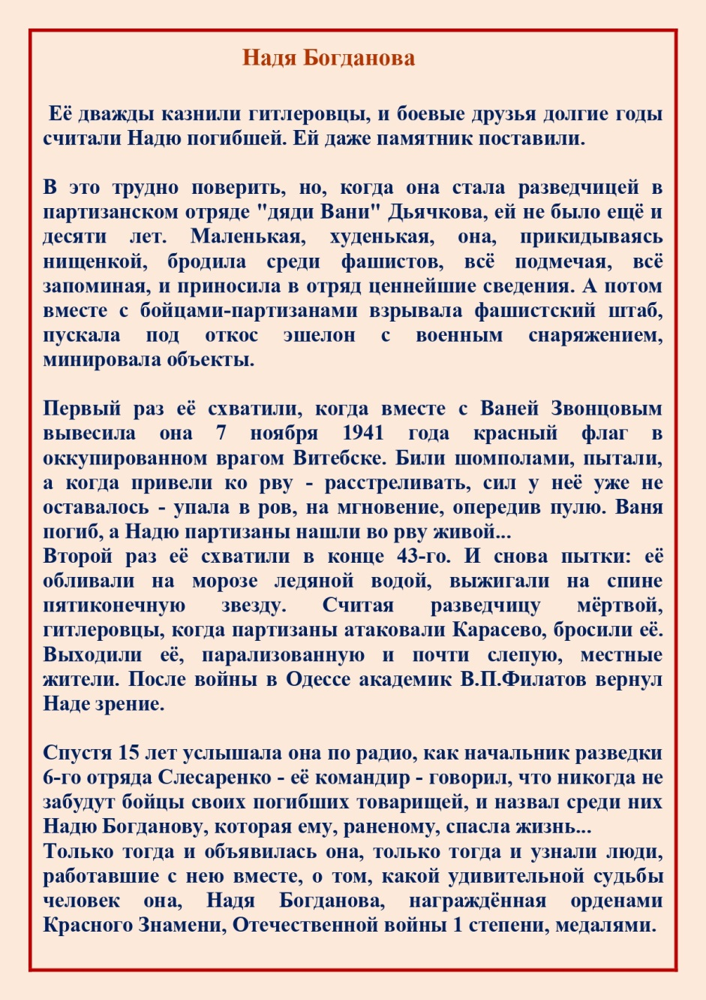 Надя Богданова
Её дважды казнили гитлеровцы, и боевые друзья долгие годы
считали Надю погибшей. Ей даже памятник поставили.
В это трудно поверить, но, когда она стала разведчицей в
партизанском отряде "дяди Вани" Дьячкова, ей не было ещё и
десяти лет. Маленькая, худенькая, она, прикидываясь
нищенкой, бродила среди фашистов, всё подмечая, всё
запоминая, и приносила в отряд ценнейшие сведения. А потом
вместе с бойцами-партизанами взрывала фашистский штаб,
пускала под откос эшелон с военным снаряжением,
минировала объекты.
Первый раз её схватили, когда вместе с Ваней Звонцовым
вывесила она 7 ноября 1941 года красный флаг в
оккупированном врагом Витебске. Били шомполами, пытали,
а когда привели ко рву - расстреливать, сил у неё уже не
оставалось - упала в ров, на мгновение, опередив пулю. Ваня
погиб, а Надю партизаны нашли во рву живой...
Второй раз её схватили в конце 43-го. И снова пытки: её
обливали на морозе ледяной водой, выжигали на спине
пятиконечную звезду. Считая разведчицу мёртвой,
гитлеровцы, когда партизаны атаковали Карасево, бросили её.
Выходили её, парализованную и почти слепую, местные
жители. После войны в Одессе академик В.П.Филатов вернул
Наде зрение.
Спустя 15 лет услышала она по радио, как начальник разведки
6-го отряда Слесаренко - её командир - говорил, что никогда не
забудут бойцы своих погибших товарищей, и назвал среди них
Надю Богданову, которая ему, раненому, спасла жизнь...
Только тогда и объявилась она, только тогда и узнали люди,
работавшие с нею вместе, о том, какой удивительной судьбы
человек она, Надя Богданова, награждённая орденами
Красного Знамени, Отечественной войны 1 степени, медалями.